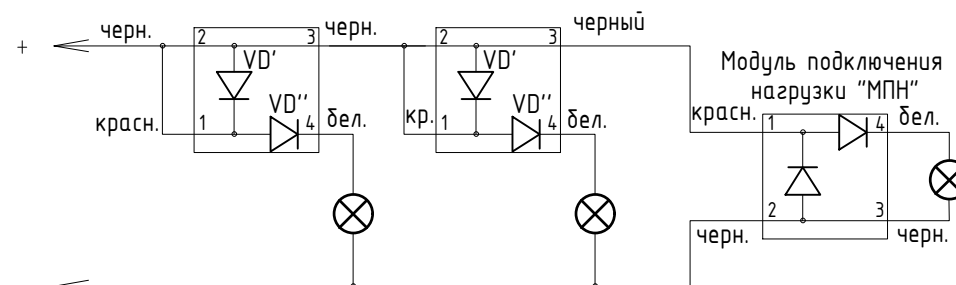 + черн. 2 3 черн. 2 3 черный
VD' VD'
VD'' VD''
красн. 1 4 бел. кр. 1 4 бел.
Модуль подключения
нагрузки "МПН"
красн. 1 4 бел.
черн. 2 3 черн.